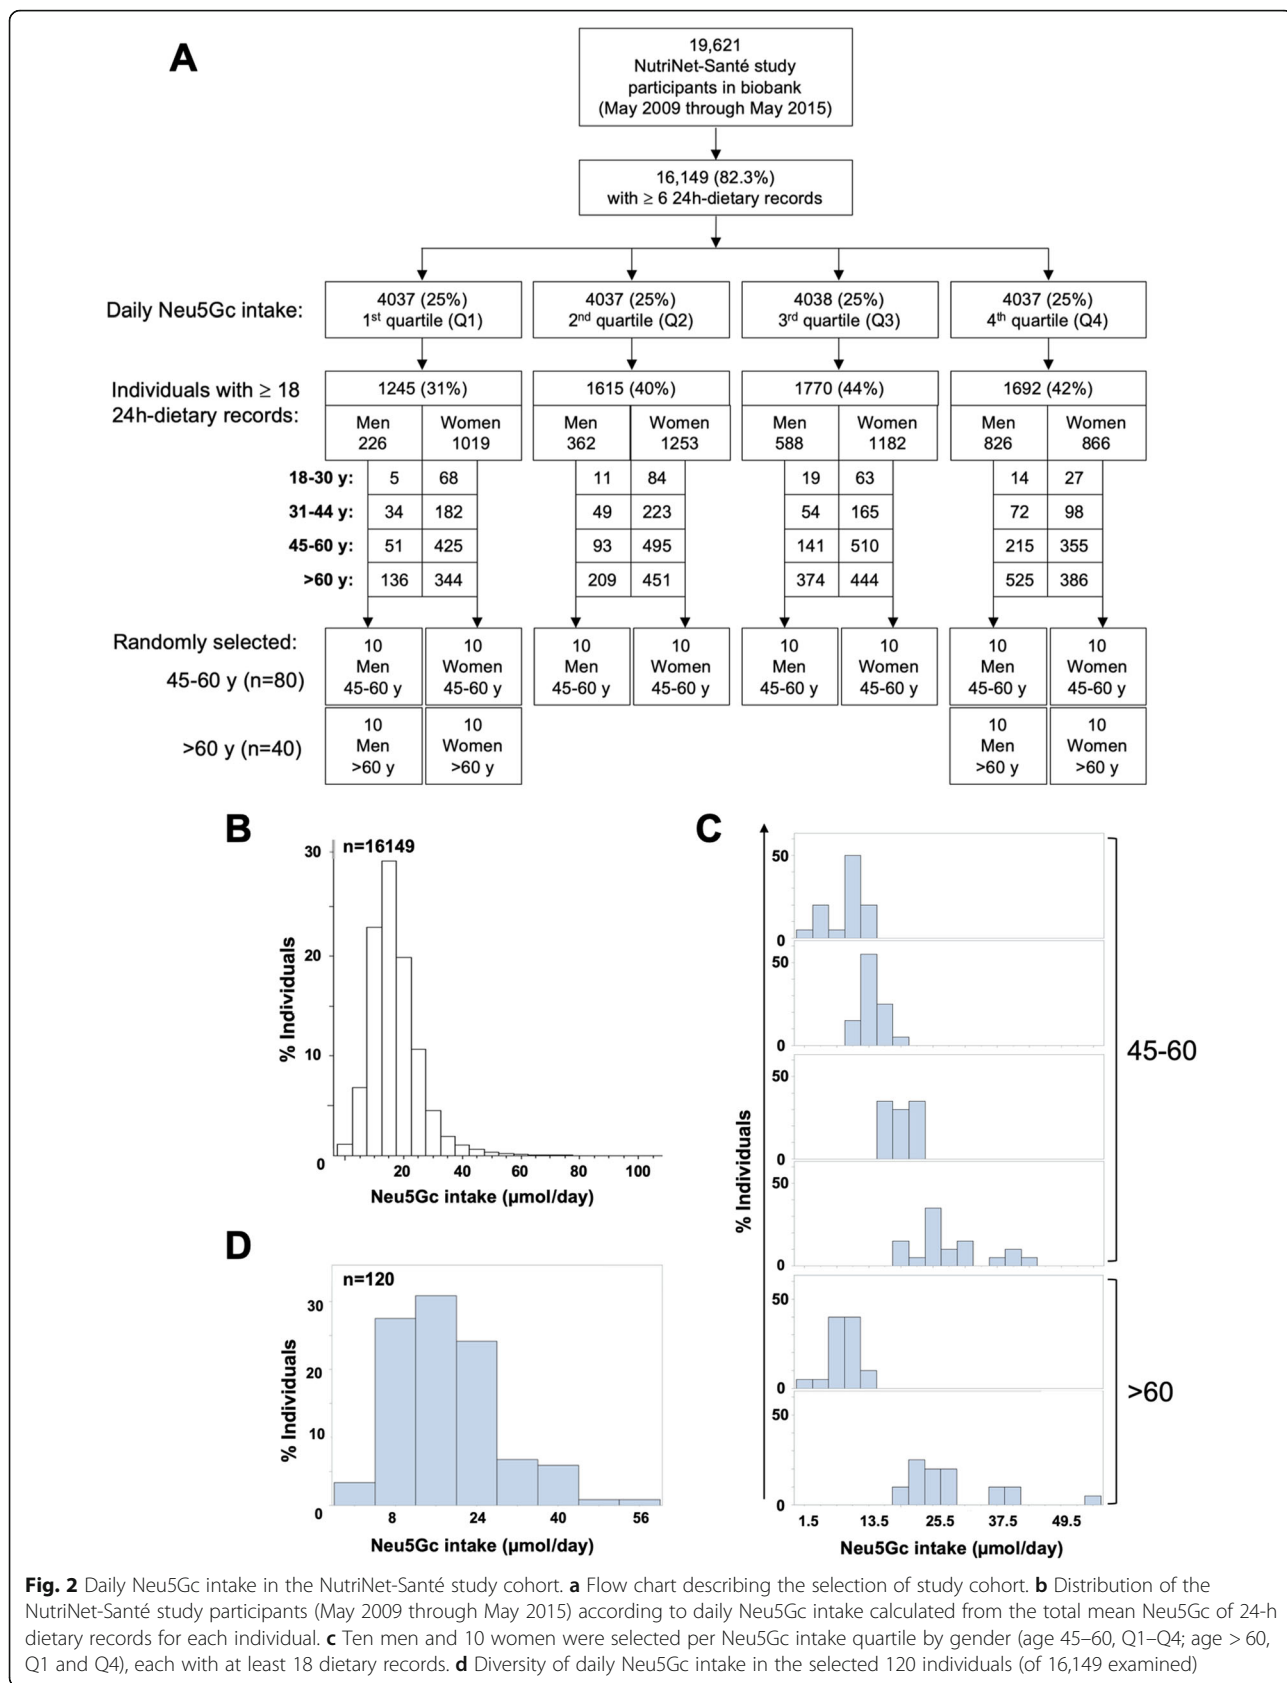 A
19,621
NutriNet-Santé study
participants in biobank
(May 2009 through May 2015)
16,149 (82.3%)
with ≥ 6 24h-dietary records
Daily Neu5Gc intake:
4037 (25%)
1st quartile (Q1)
4037 (25%)
2nd quartile (Q2)
4038 (25%)
3rd quartile (Q3)
4037 (25%)
4th quartile (Q4)
Individuals with ≥ 18
24h-dietary records:
1245 (31%)
1615 (40%)
1770 (44%)
1692 (42%)
Men
226
Women
1019
Men
362
Women
1253
Men
588
Women
1182
Men
826
Women
866
18-30 y: 5 68 11 84 19 63 14 27
31-44 y: 34 182 49 223 54 165 72 98
45-60 y: 51 425 93 495 141 510 215 355
>60 y: 136 344 209 451 374 444 525 386
Randomly selected:
45-60 y (n=80)
10
Men
45-60 y
10
Women
45-60 y
10
Men
45-60 y
10
Women
45-60 y
10
Men
45-60 y
10
Women
45-60 y
10
Men
45-60 y
10
Women
45-60 y
>60 y (n=40)
10
Men
>60 y
10
Women
>60 y
10
Men
>60 y
10
Women
>60 y
B
n=16149
% Individuals
30
20
10
0
20 40 60 80 100
Neu5Gc intake (µmol/day)
C
% Individuals
50
0
50
0
50
0
50
0
50
0
50
0
45-60
>60
1.5 13.5 25.5 37.5 49.5
Neu5Gc intake (µmol/day)
D
n=120
% Individuals
30
20
10
0
8 24 40 56
Neu5Gc intake (µmol/day)
Fig. 2 Daily Neu5Gc intake in the NutriNet-Santé study cohort. a Flow chart describing the selection of study cohort. b Distribution of the
NutriNet-Santé study participants (May 2009 through May 2015) according to daily Neu5Gc intake calculated from the total mean Neu5Gc of 24-h
dietary records for each individual. c Ten men and 10 women were selected per Neu5Gc intake quartile by gender (age 45–60, Q1–Q4; age > 60,
Q1 and Q4), each with at least 18 dietary records. d Diversity of daily Neu5Gc intake in the selected 120 individuals (of 16,149 examined)